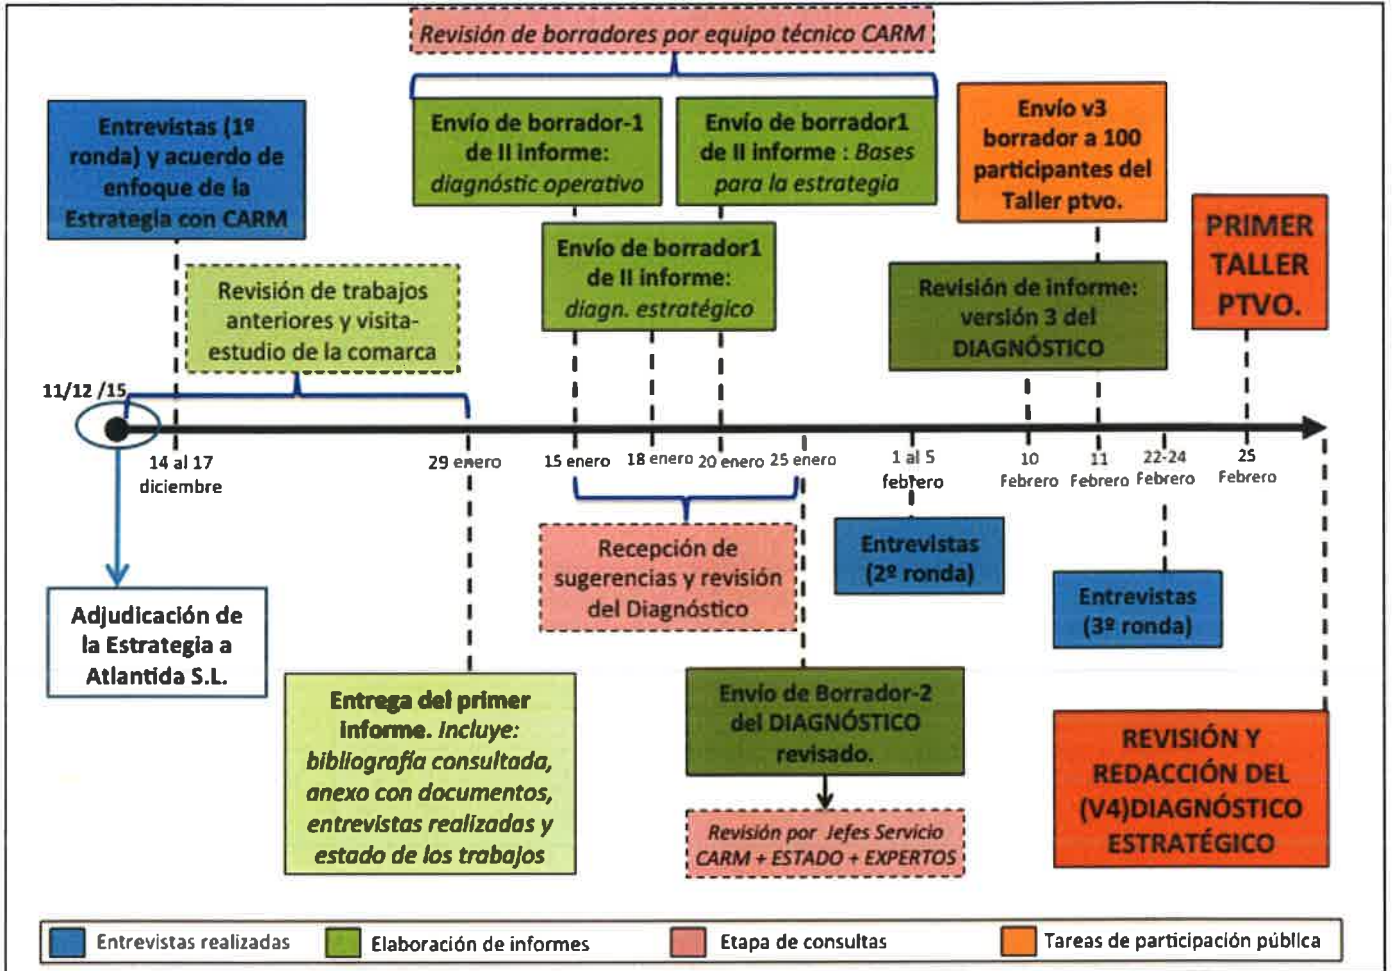 Revisión de borradores por equipo técnico CARM
Entrevistas (1º
ronda) y acuerdo de
enfoque de la
Estrategia con CARM
Envío de borrador-1
de II informe:
diagnóstic operativo
Envío de borrador1
de II informe : Bases
para la estrategia
Envío v3
borrador a 100
participantes del
Taller ptvo.
PRIMER
TALLER
PTVO.
Envío de borrador1
de II informe:
diagn. estratégico
Revisión de trabajos
anteriores y visita-
estudio de la comarca
Revisión de informe:
versión 3 del
DIAGNÓSTICO
11/12 /15
14 al 17
diciembre
29 enero
15 enero
18 enero
20 enero
25 enero
1 al 5
febrero
10
Febrero
11
Febrero
22-24
Febrero
25
Febrero
Adjudicación de
la Estrategia a
Atlantida S.L.
Recepción de
sugerencias y revisión
del Diagnóstico
Entrevistas
(2º ronda)
Entrevistas
(3º ronda)
Entrega del primer
informe. Incluye:
bibliografía consultada,
anexo con documentos,
entrevistas realizadas y
estado de los trabajos
Envío de Borrador-2
del DIAGNÓSTICO
revisado.
Revisión por Jefes Servicio
CARM + ESTADO + EXPERTOS
REVISIÓN Y
REDACCIÓN DEL
(V4)DIAGNÓSTICO
ESTRATÉGICO
Entrevistas realizadas
Elaboración de informes
Etapa de consultas
Tareas de participación pública